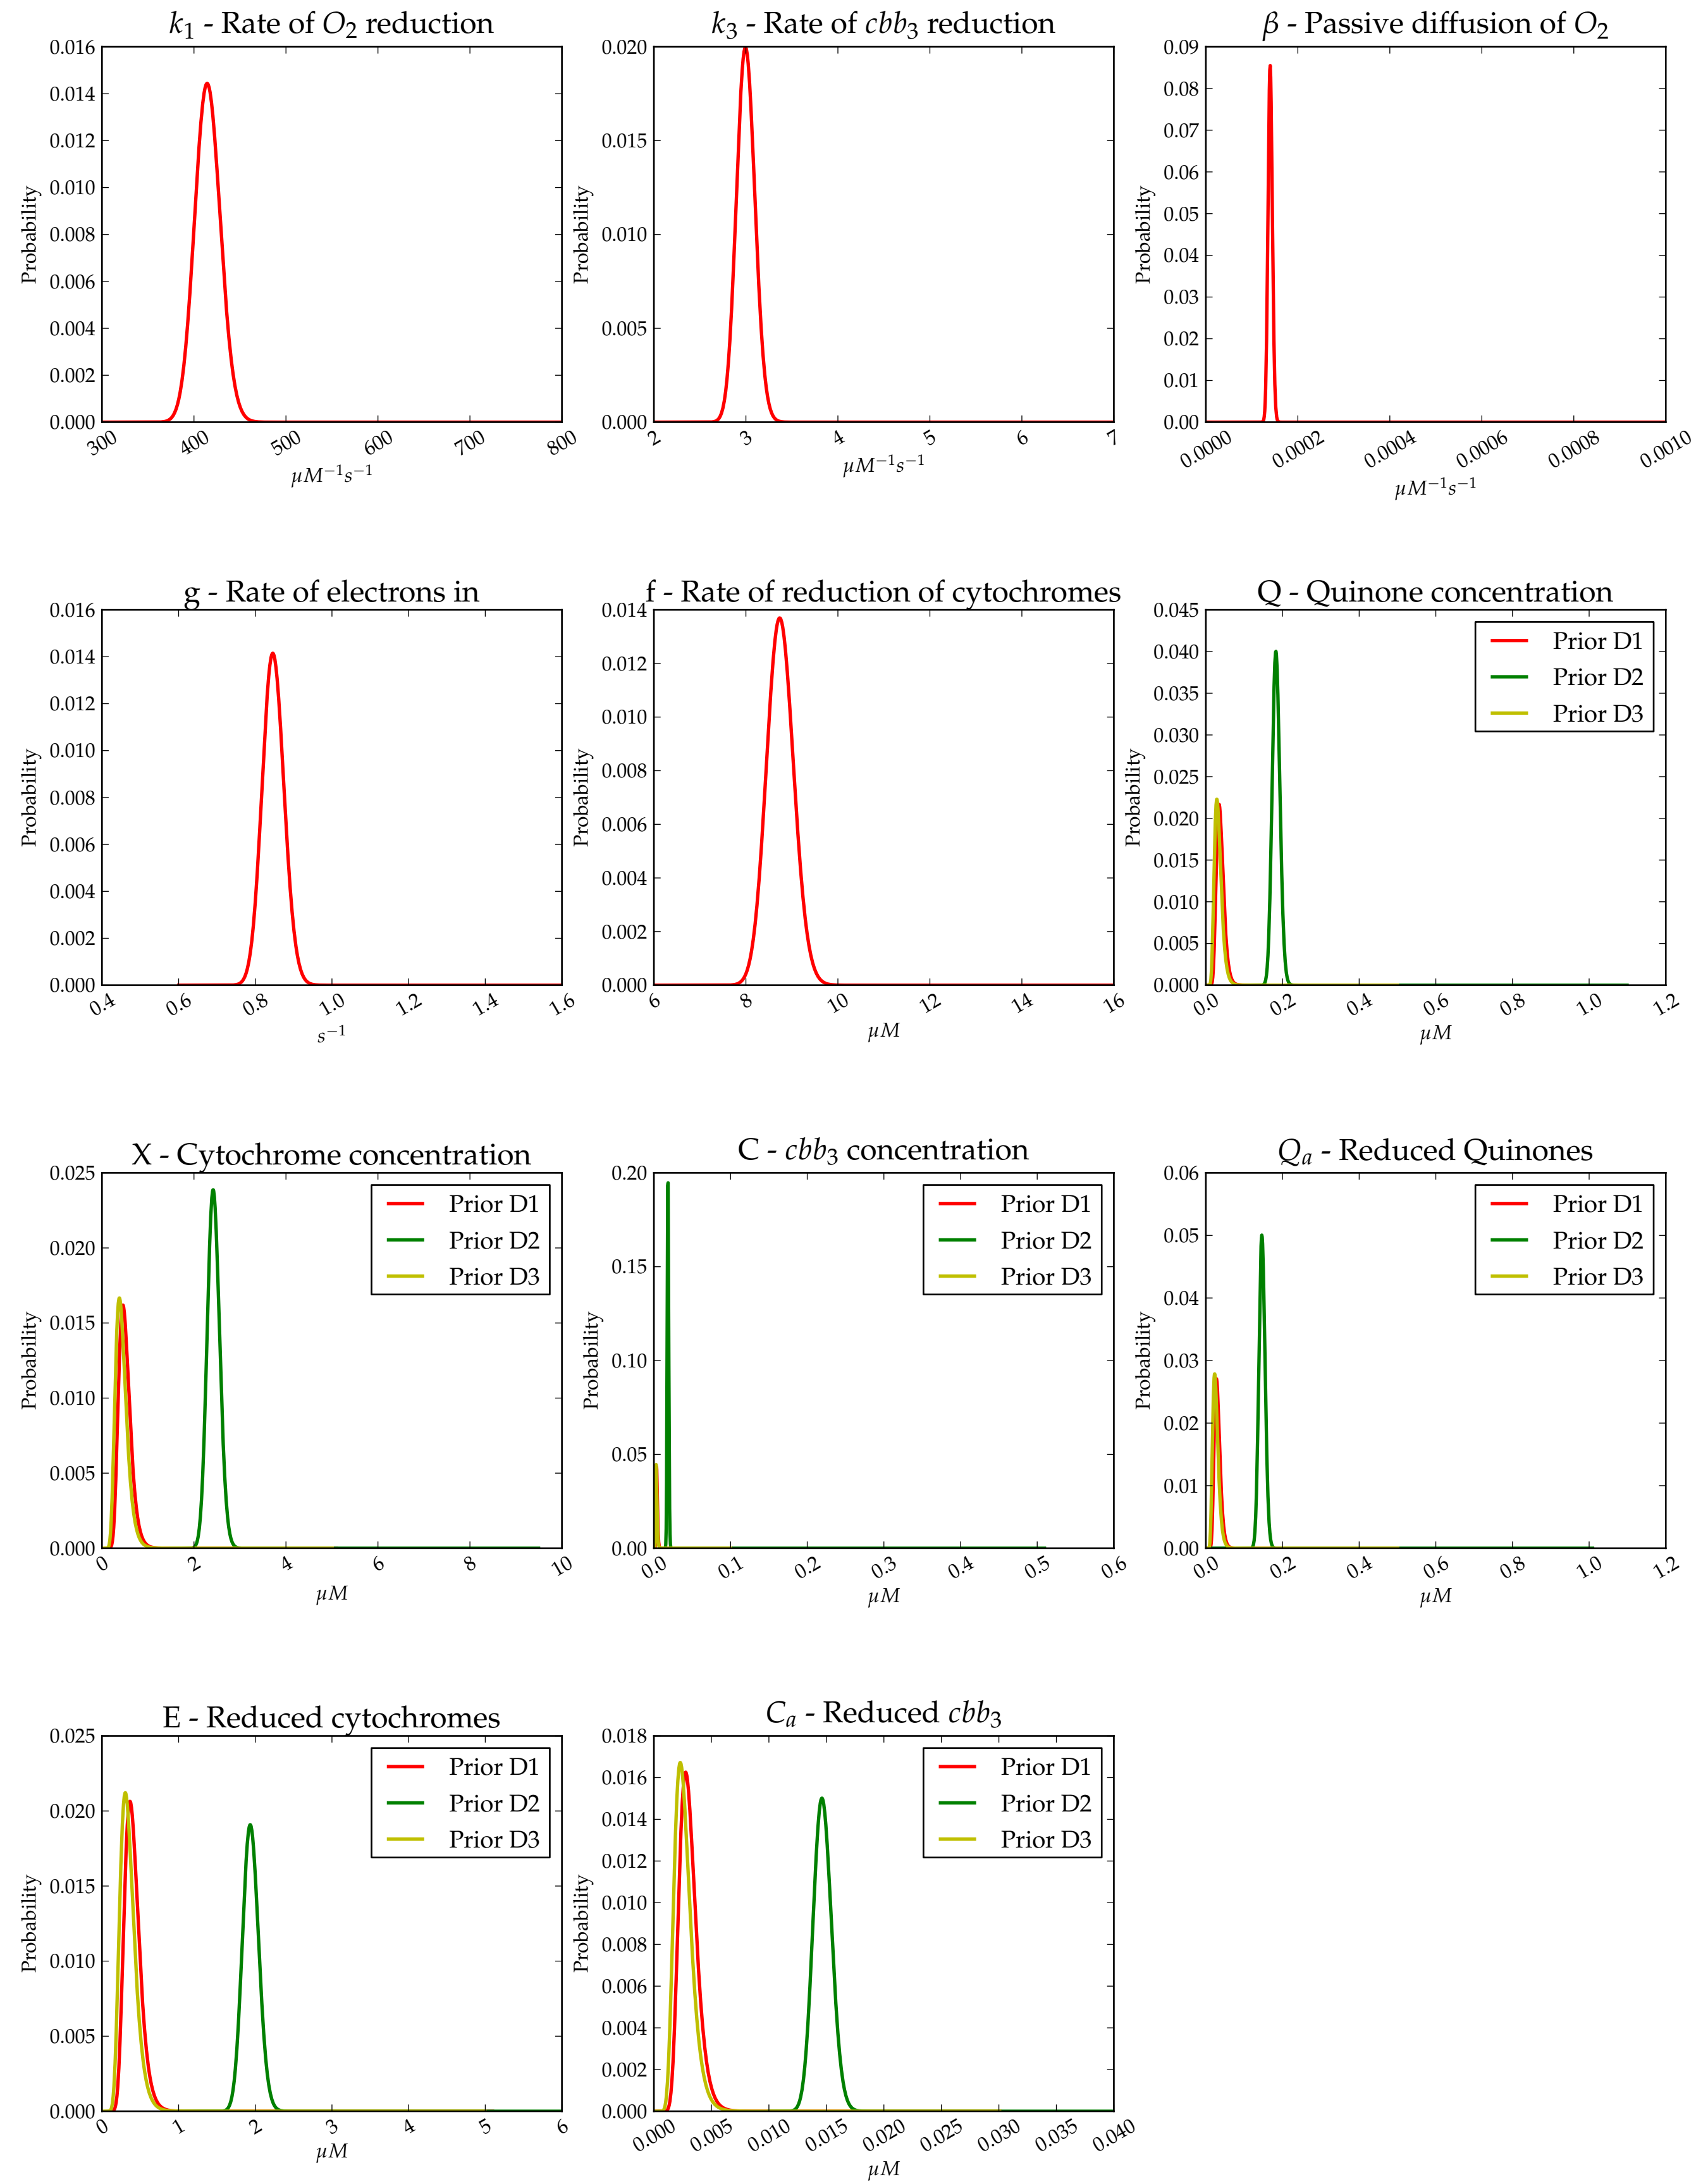 k₁ - Rate of O₂ reduction
0.016
0.014
0.012
0.010
0.008
0.006
0.004
0.002
0.000
Probability
300 400 500 600 700 800
μM⁻¹s⁻¹
k₃ - Rate of cbb₃ reduction
0.020
0.015
0.010
0.005
0.000
Probability
2 3 4 5 6 7
μM⁻¹s⁻¹
β - Passive diffusion of O₂
0.09
0.08
0.07
0.06
0.05
0.04
0.03
0.02
0.01
0.00
Probability
0.0000 0.0002 0.0004 0.0006 0.0008 0.0010
μM⁻¹s⁻¹
g - Rate of electrons in
0.016
0.014
0.012
0.010
0.008
0.006
0.004
0.002
0.000
Probability
0.4 0.6 0.8 1.0 1.2 1.4 1.6
s⁻¹
f - Rate of reduction of cytochromes
0.014
0.012
0.010
0.008
0.006
0.004
0.002
0.000
Probability
6 8 10 12 14 16
μM
Q - Quinone concentration
0.045
0.040
0.035
0.030
0.025
0.020
0.015
0.010
0.005
0.000
Probability
Prior D1
Prior D2
Prior D3
0.0 0.2 0.4 0.6 0.8 1.0 1.2
μM
X - Cytochrome concentration
0.025
0.020
0.015
0.010
0.005
0.000
Probability
Prior D1
Prior D2
Prior D3
0 2 4 6 8 10
μM
C - cbb₃ concentration
0.20
0.15
0.10
0.05
0.00
Probability
Prior D1
Prior D2
Prior D3
0.0 0.1 0.2 0.3 0.4 0.5 0.6
μM
Qₐ - Reduced Quinones
0.06
0.05
0.04
0.03
0.02
0.01
0.00
Probability
Prior D1
Prior D2
Prior D3
0.0 0.2 0.4 0.6 0.8 1.0 1.2
μM
E - Reduced cytochromes
0.025
0.020
0.015
0.010
0.005
0.000
Probability
Prior D1
Prior D2
Prior D3
0 1 2 3 4 5 6
μM
Cₐ - Reduced cbb₃
0.018
0.016
0.014
0.012
0.010
0.008
0.006
0.004
0.002
0.000
Probability
Prior D1
Prior D2
Prior D3
0.000 0.005 0.010 0.015 0.020 0.025 0.030 0.035 0.040
μM